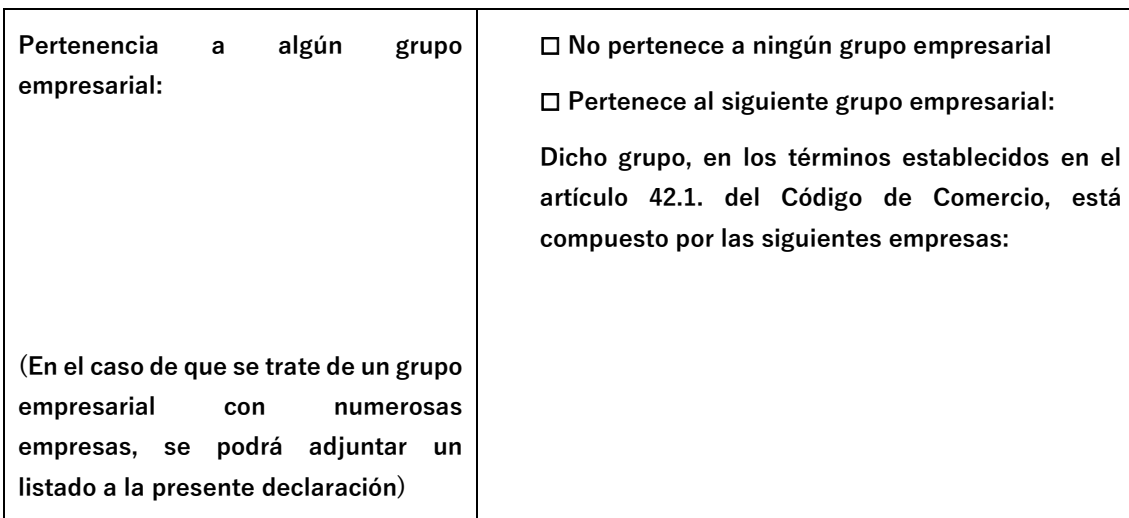 Pertenencia a algún grupo
empresarial:
(En el caso de que se trate de un grupo
empresarial con numerosas
empresas, se podrá adjuntar un
listado a la presente declaración)
☐ No pertenece a ningún grupo empresarial
☐ Pertenece al siguiente grupo empresarial:
Dicho grupo, en los términos establecidos en el
artículo 42.1. del Código de Comercio, está
compuesto por las siguientes empresas: